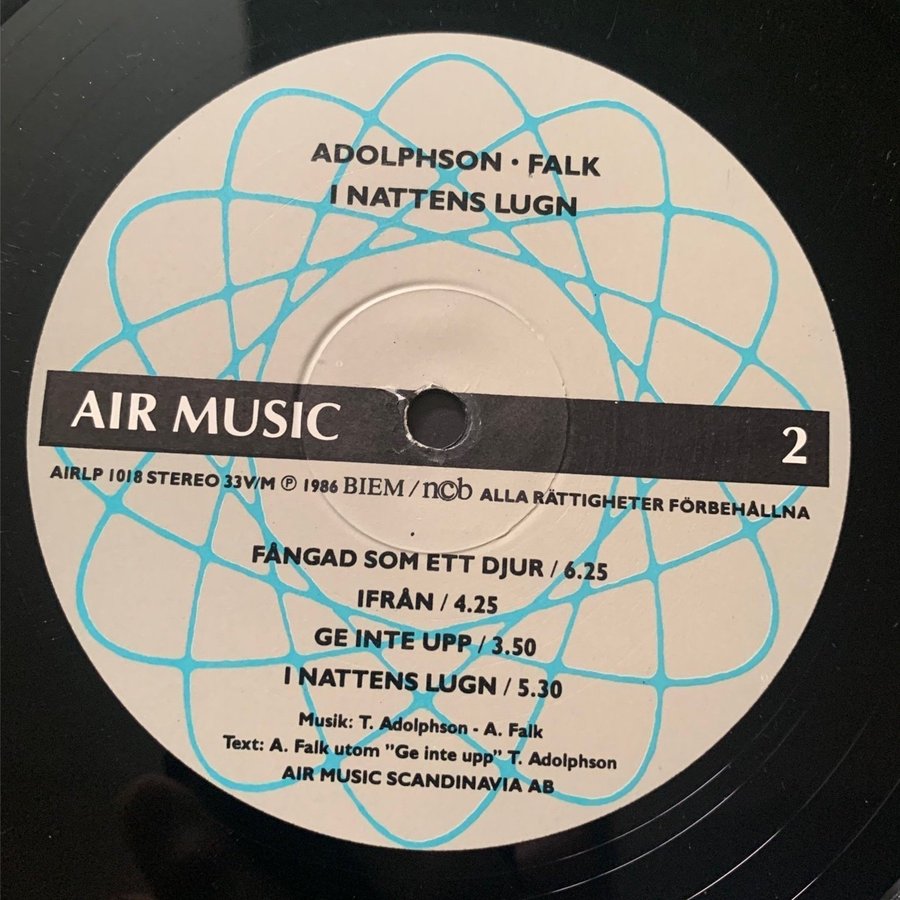 ADOLPHSON · FALK
I NATTENS LUGN
AIR MUSIC 2
AIRLP 1018 STEREO 33V/M ℗ 1986 BIEM / n©b ALLA RÄTTIGHETER FÖRBEHÅLLNA
FÅNGAD SOM ETT DJUR / 6.25
IFRÅN / 4.25
GE INTE UPP / 3.50
I NATTENS LUGN / 5.30
Musik: T. Adolphson - A. Falk
Text: A. Falk utom "Ge inte upp" T. Adolphson
AIR MUSIC SCANDINAVIA AB